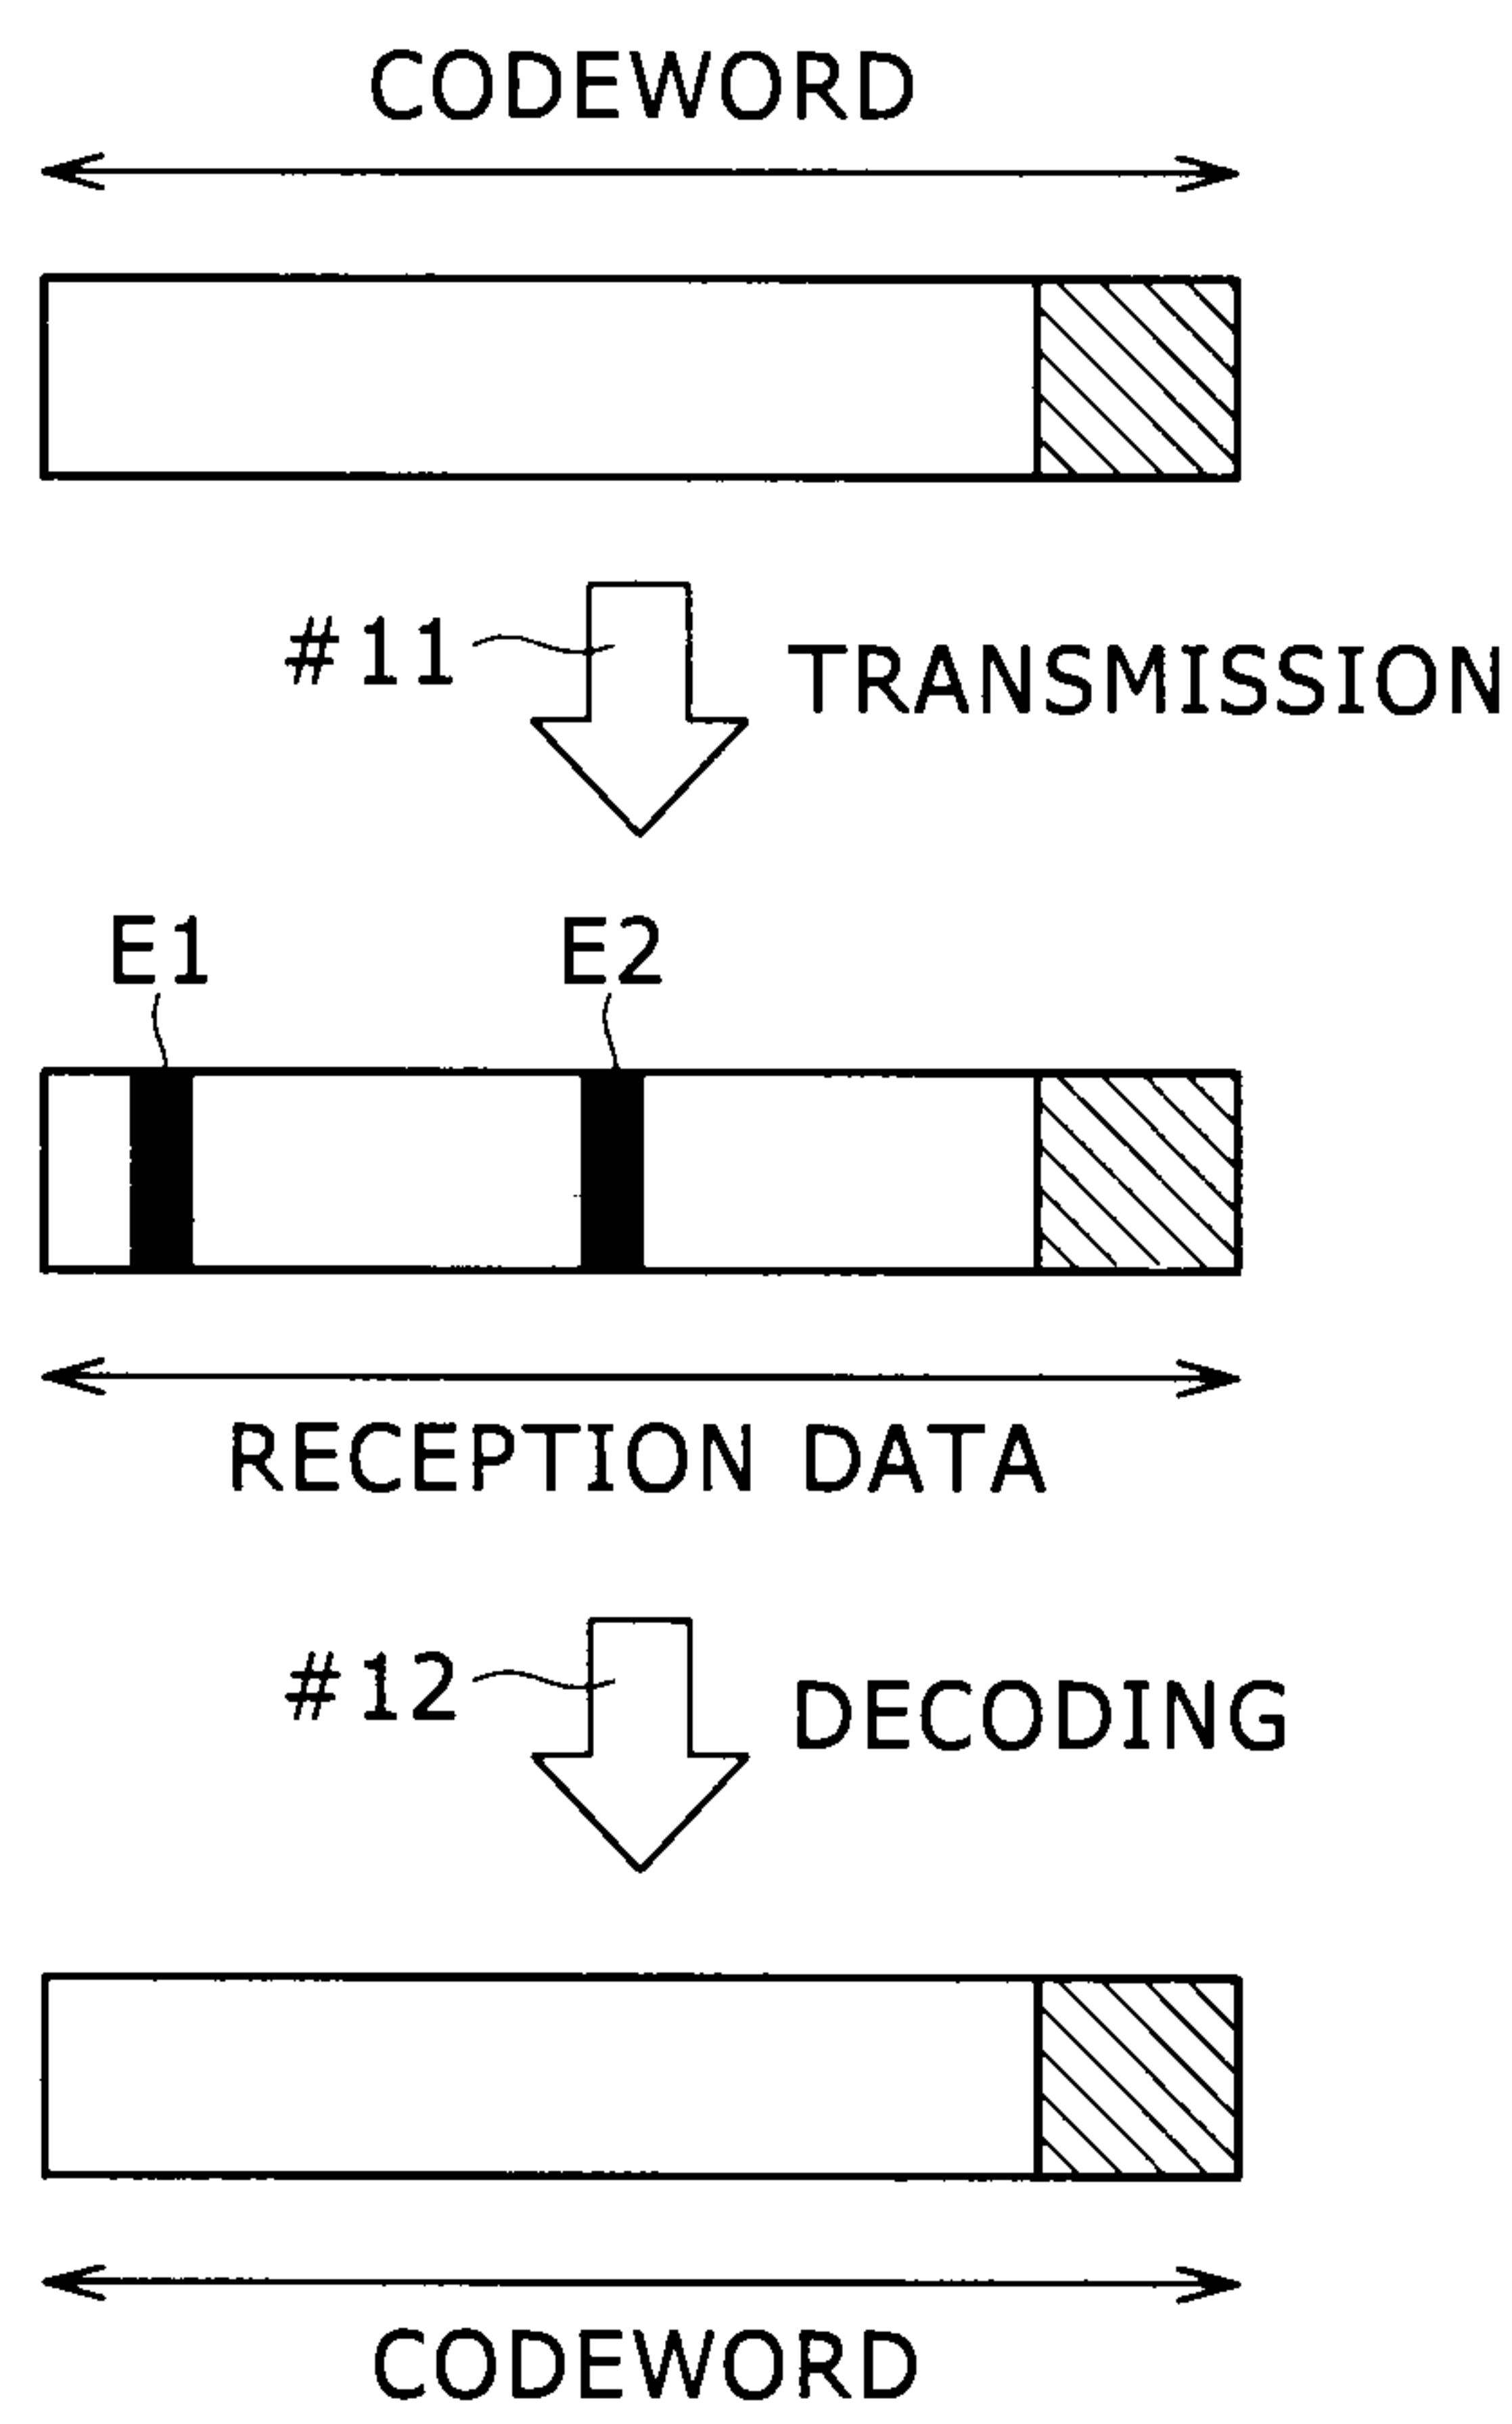 CODEWORD
#11
TRANSMISSION
E1
E2
RECEPTION DATA
#12
DECODING
CODEWORD